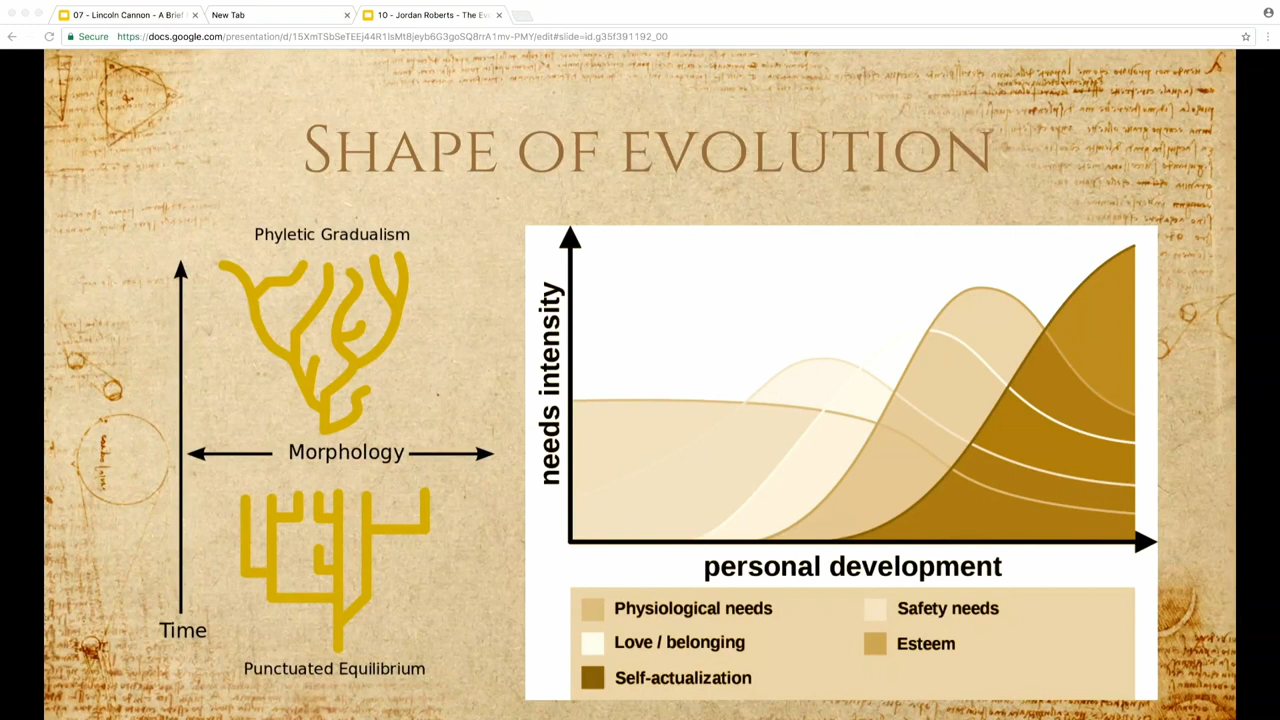 07 - Lincoln Cannon - A Brief
New Tab
10 - Jordan Roberts - The Ev
Secure
https://docs.google.com/presentation/d/15XmTSbSeTEEj44R1IsMt8jeyb6G3goSQ8rrA1mv-PMY/edit#slide=id.g35f391192_00
SHAPE OF EVOLUTION
Phyletic Gradualism
Morphology
Time
Punctuated Equilibrium
needs intensity
personal development
Physiological needs
Safety needs
Love / belonging
Esteem
Self-actualization